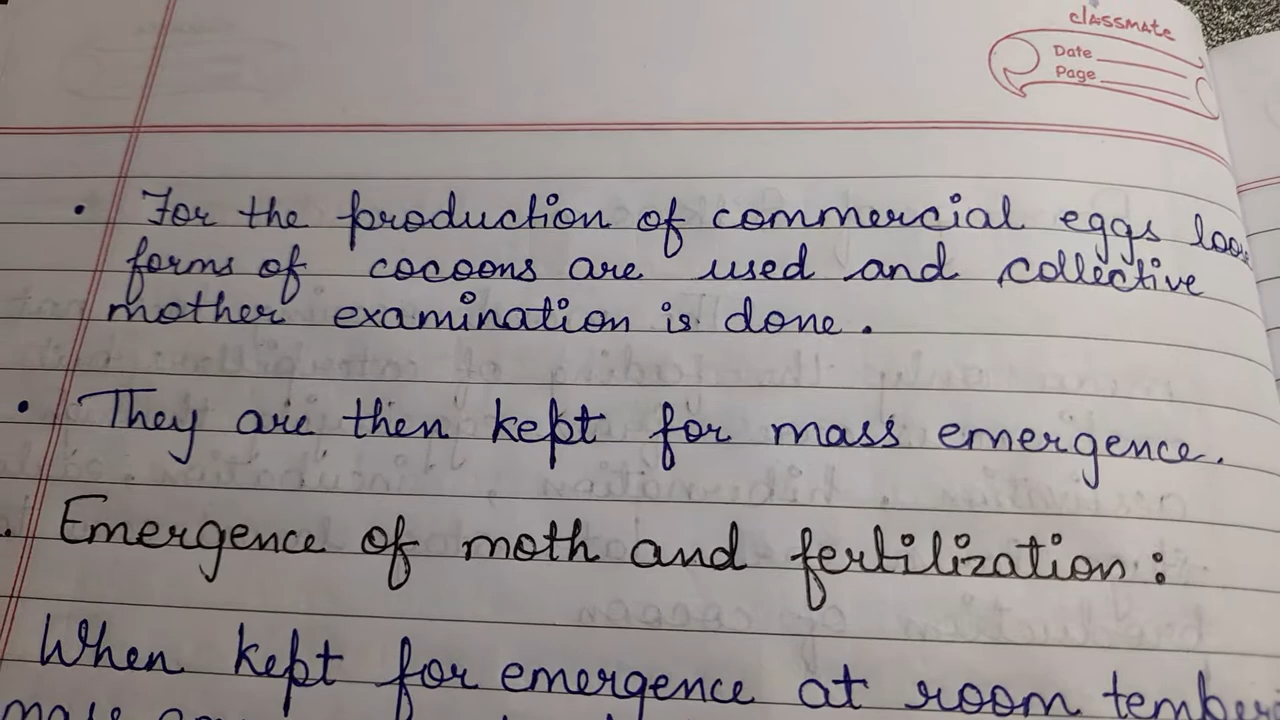 classmate
Date
Page
• For the production of commercial eggs
forms of cocoons are used and collective
mother examination is done.
• They are then kept for mass emergence.
Emergence of moth and fertilization:
When kept for emergence at room